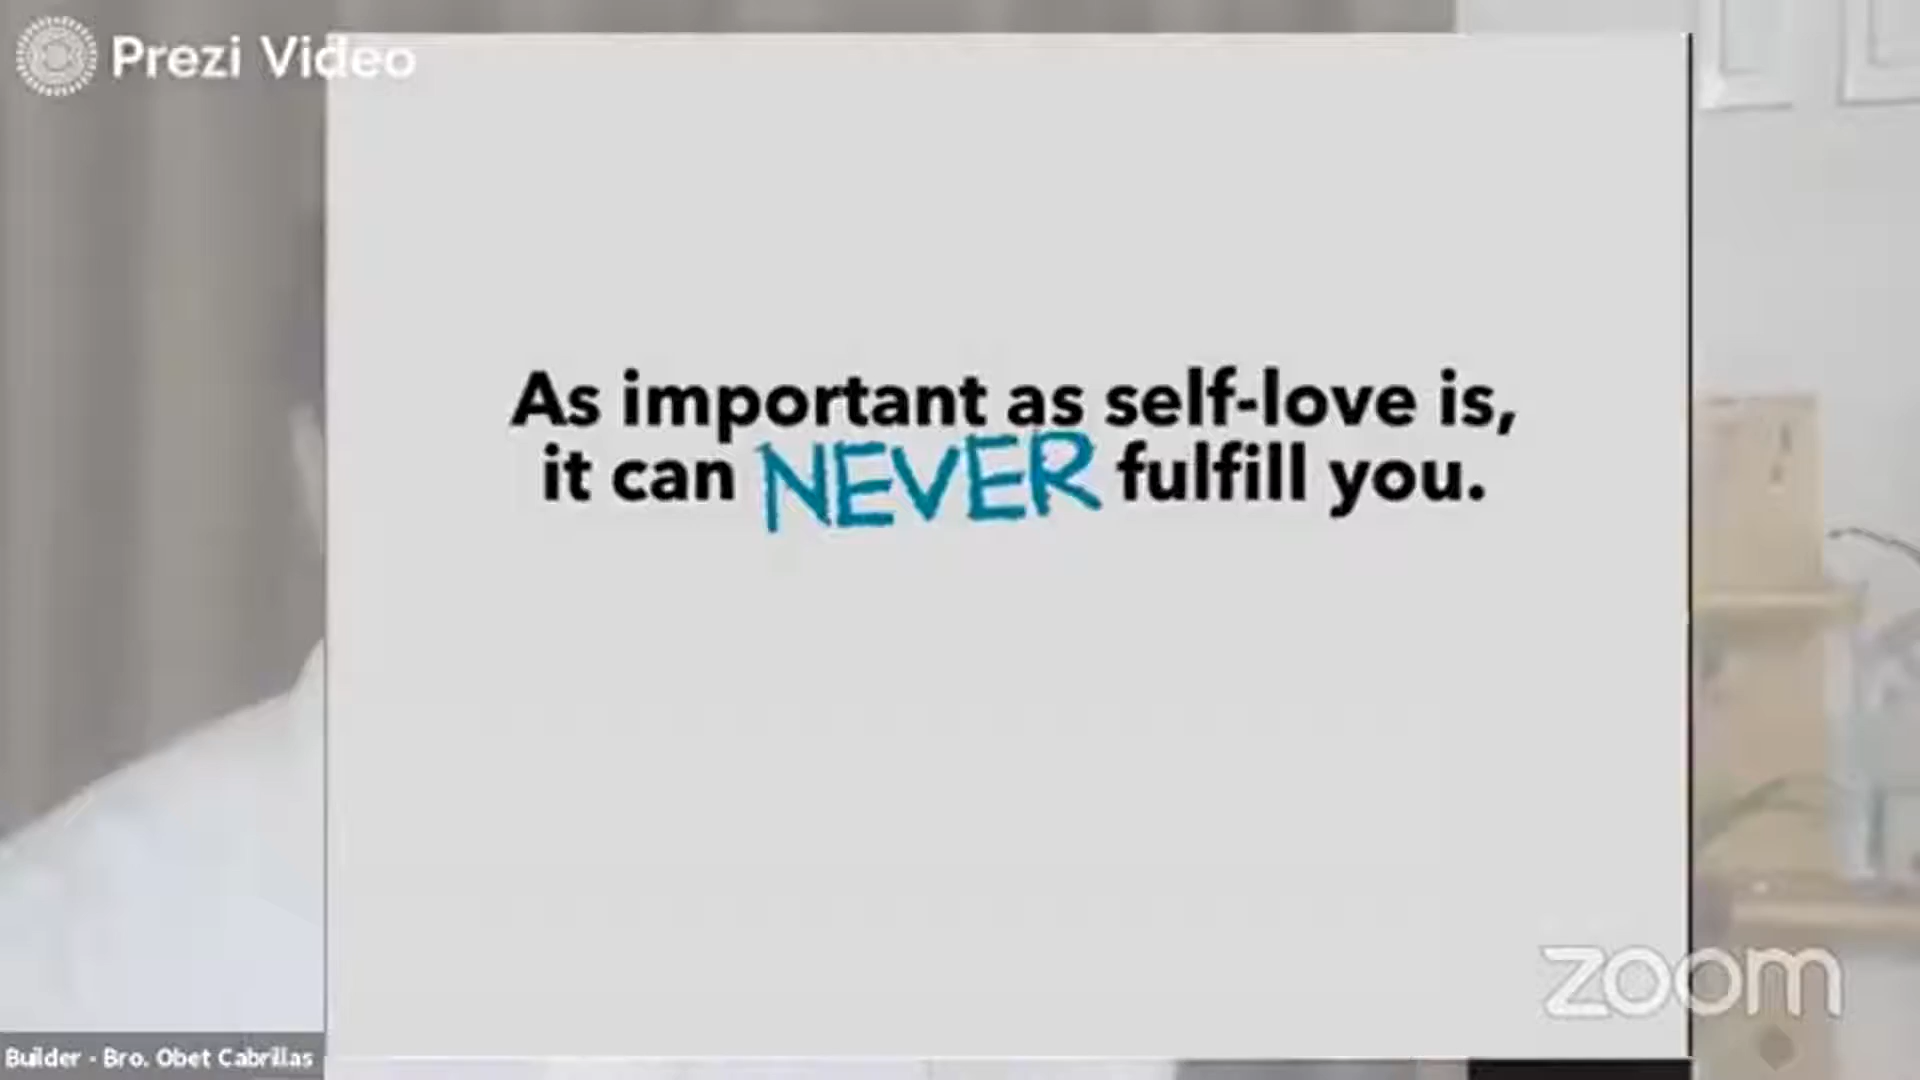 Prezi Video
As important as self-love is,
it can NEVER fulfill you.
zoom
Builder - Bro. Obet Cabrillas